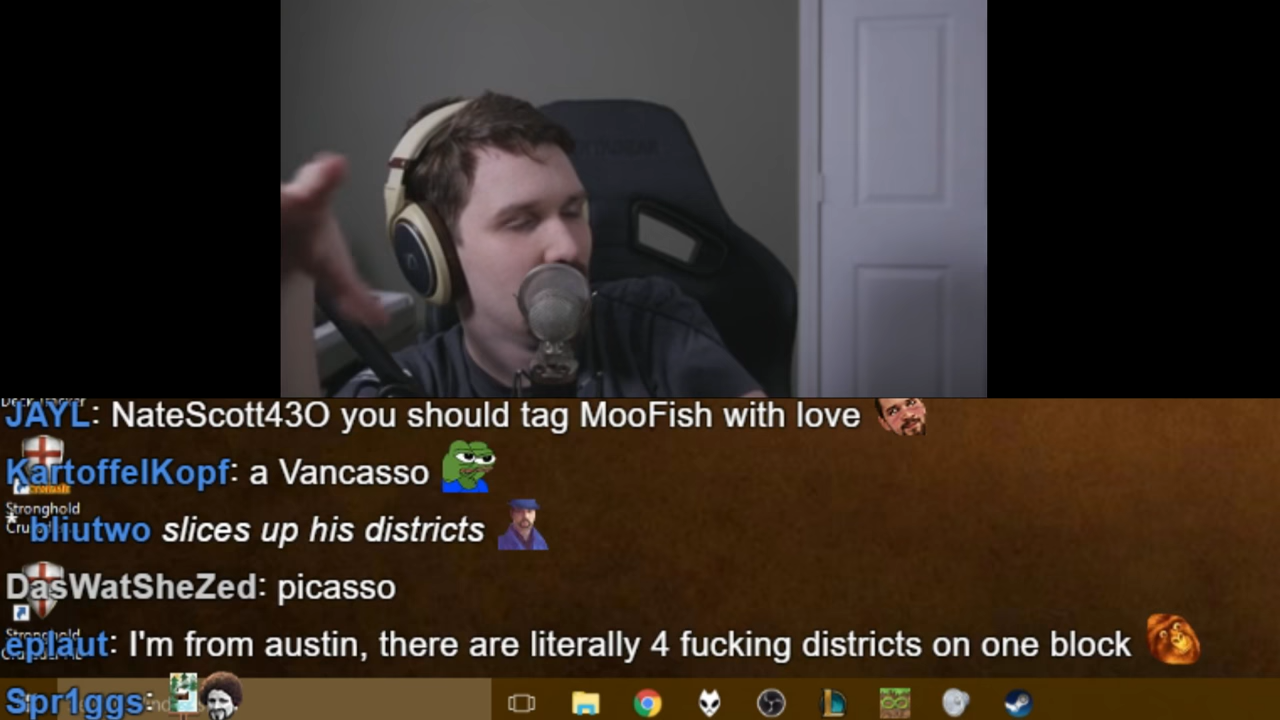 JAYL: NateScott43O you should tag MooFish with love
KartoffelKopf: a Vancasso
Stronghold
* bliutwo slices up his districts
DasWatSheZed: picasso
eplaut: I'm from austin, there are literally 4 fucking districts on one block
Spr1ggs: